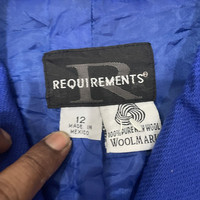 R
REQUIREMENTS®
12
MADE IN
MEXICO
100% PURE NEW WOOL
WOOLMARK